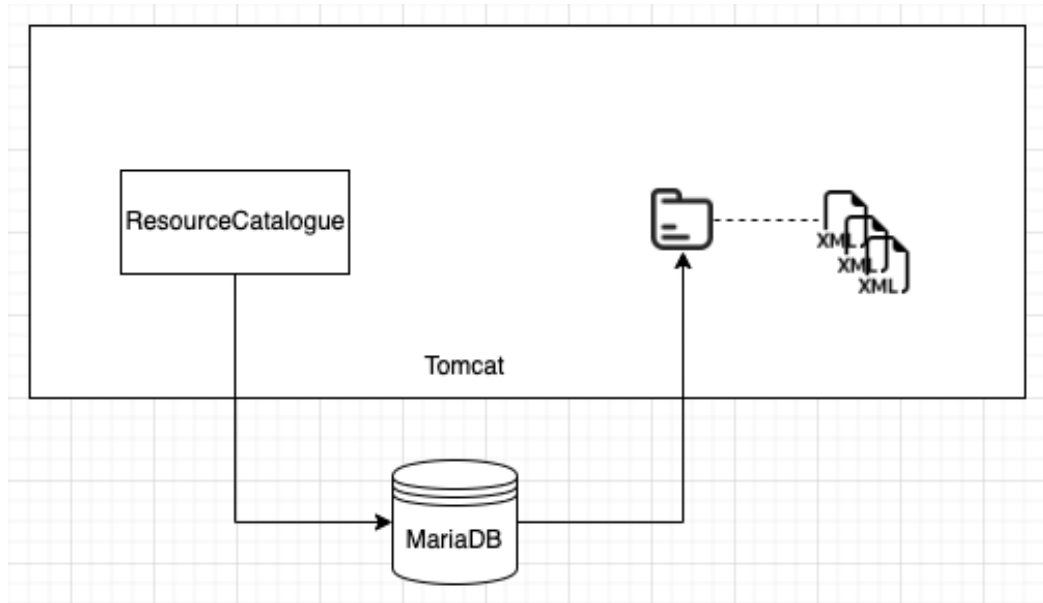 ResourceCatalogue
XML
XML
XML
Tomcat
MariaDB